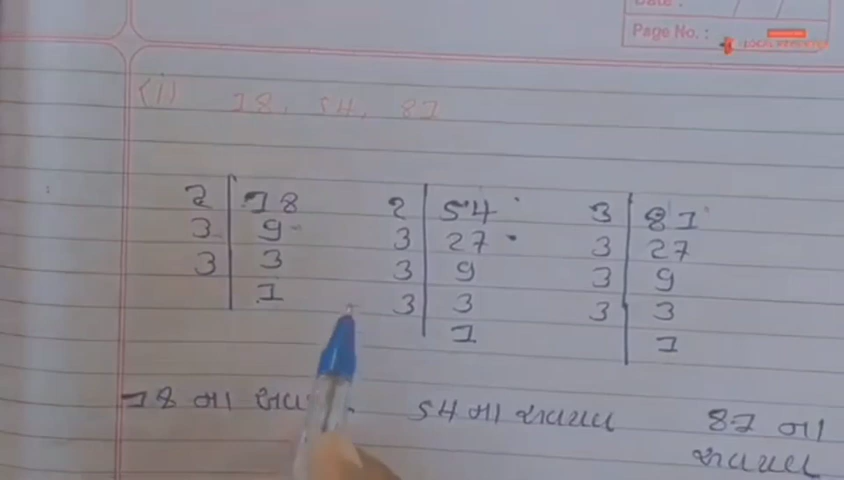 Date :
Page No. :
(i) 18, 54, 81
2 | 18 2 | 54 3 | 81
3 | 9 3 | 27 3 | 27
3 | 3 3 | 9 3 | 9
1 3 | 3 3 | 3
1 1
18 ના 54 ના અવયવ 81 ના
અવયવ